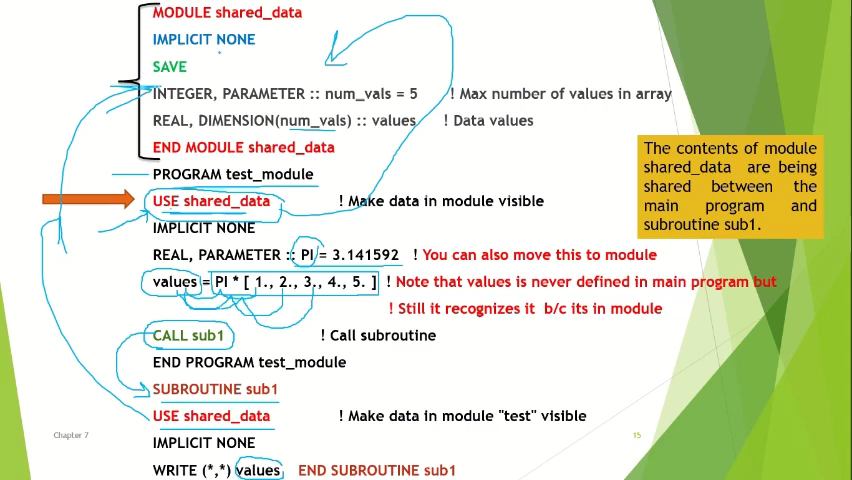 MODULE shared_data
IMPLICIT NONE
SAVE
INTEGER, PARAMETER :: num_vals = 5 ! Max number of values in array
REAL, DIMENSION(num_vals) :: values ! Data values
END MODULE shared_data
PROGRAM test_module
USE shared_data ! Make data in module visible
IMPLICIT NONE
REAL, PARAMETER :: PI = 3.141592 ! You can also move this to module
values = PI * [ 1., 2., 3., 4., 5. ] ! Note that values is never defined in main program but
! Still it recognizes it b/c its in module
CALL sub1 ! Call subroutine
END PROGRAM test_module
SUBROUTINE sub1
USE shared_data ! Make data in module "test" visible
IMPLICIT NONE
WRITE (*,*) values END SUBROUTINE sub1
The contents of module
shared_data are being
shared between the
main program and
subroutine sub1.
Chapter 7
15